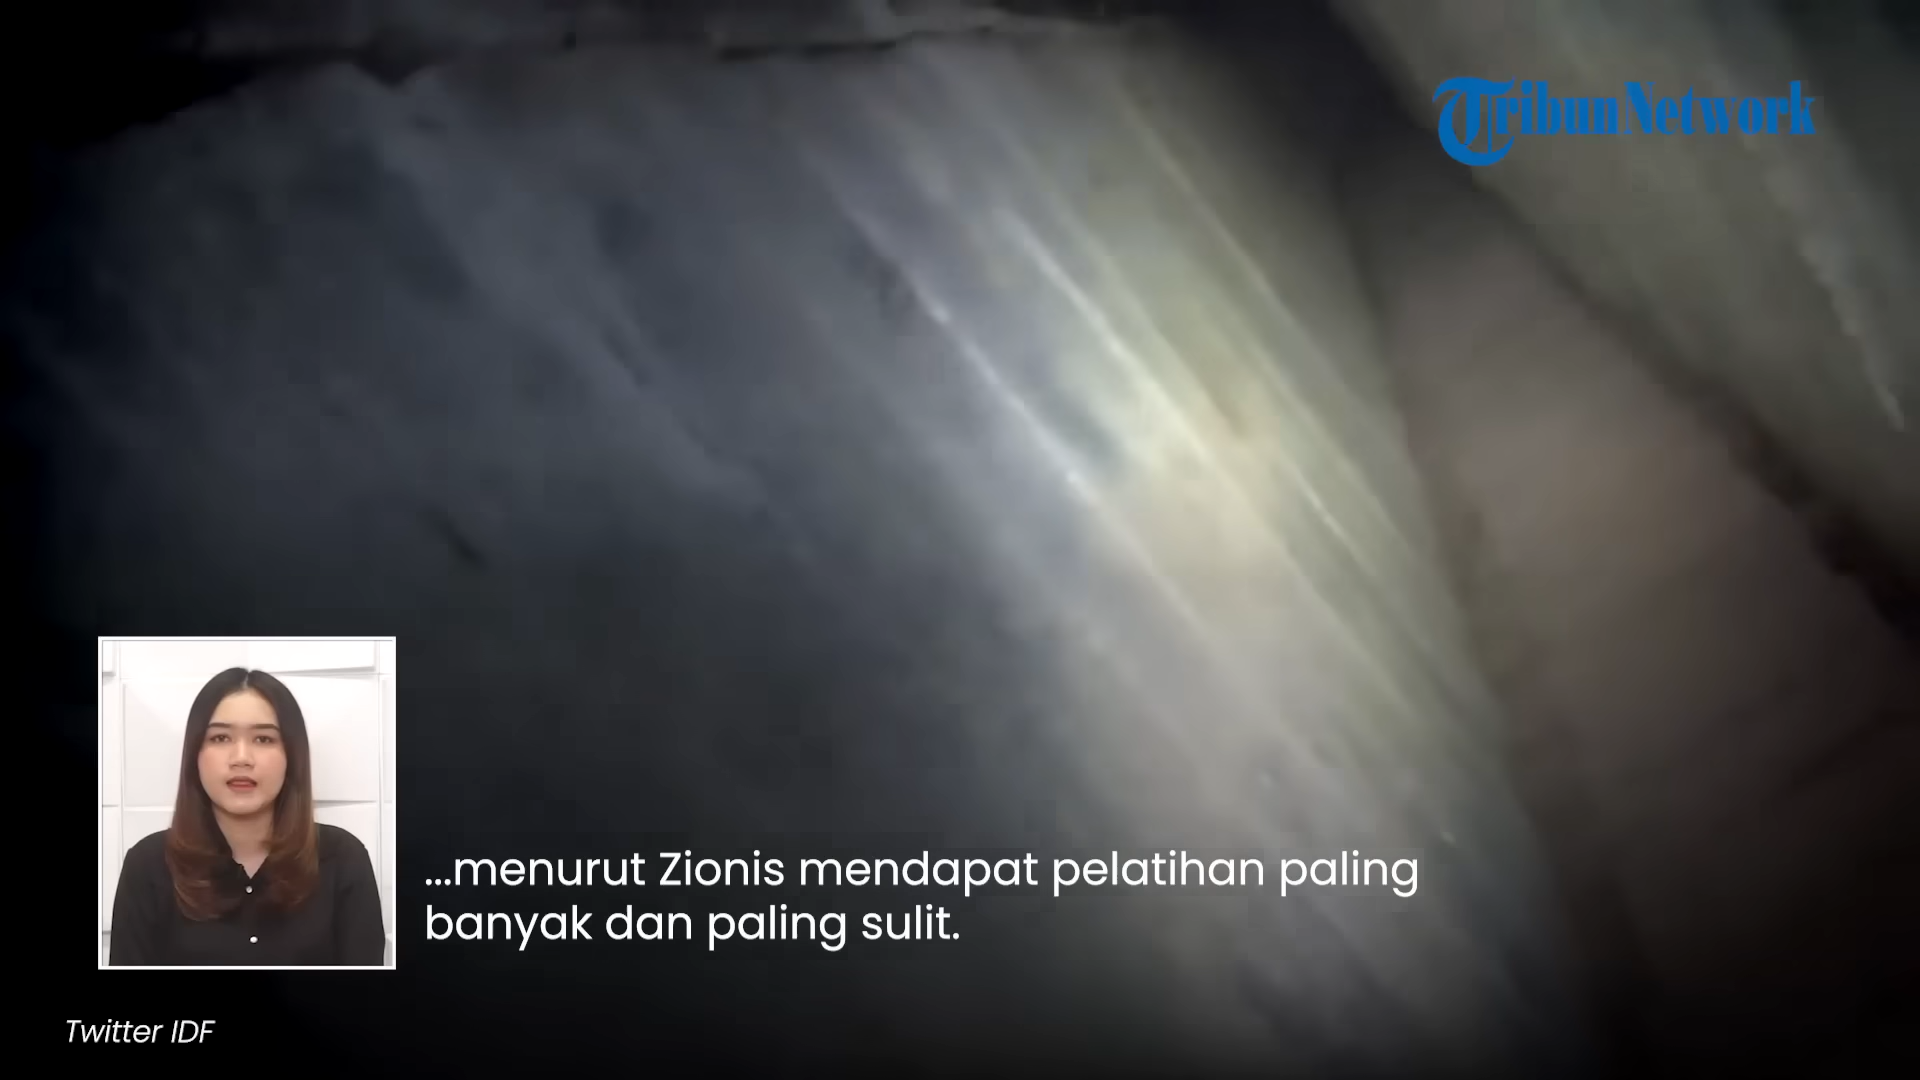 TribunNetwork
...menurut Zionis mendapat pelatihan paling
banyak dan paling sulit.
Twitter IDF